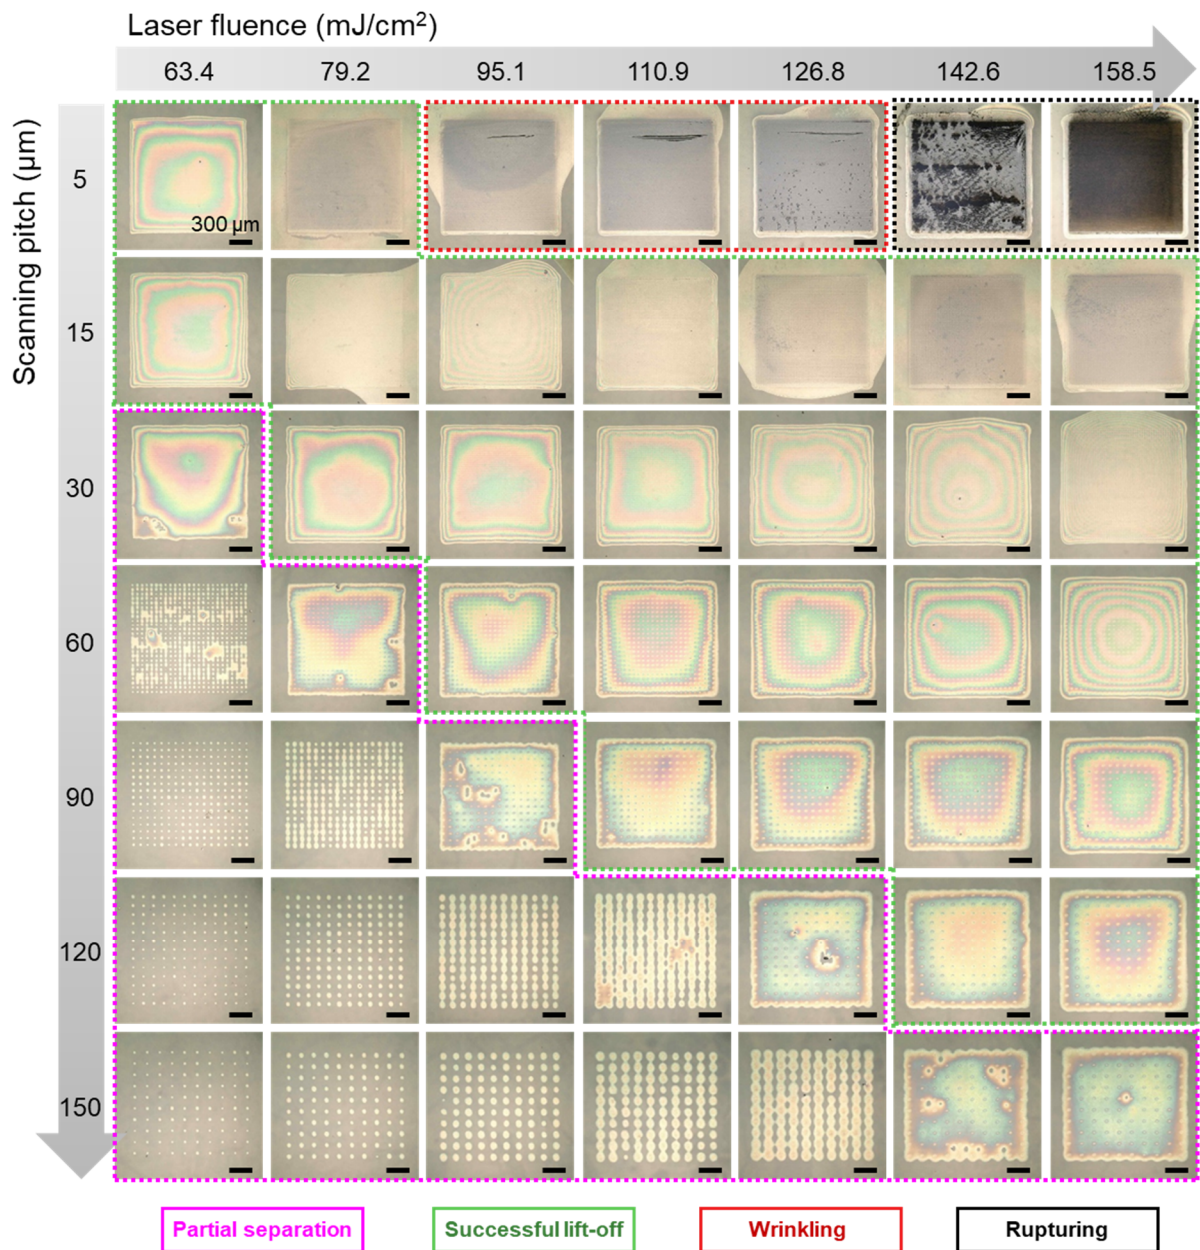 Laser fluence (mJ/cm²)
63.4 79.2 95.1 110.9 126.8 142.6 158.5
Scanning pitch (µm)
5
300 µm
15
30
60
90
120
150
Partial separation Successful lift-off Wrinkling Rupturing